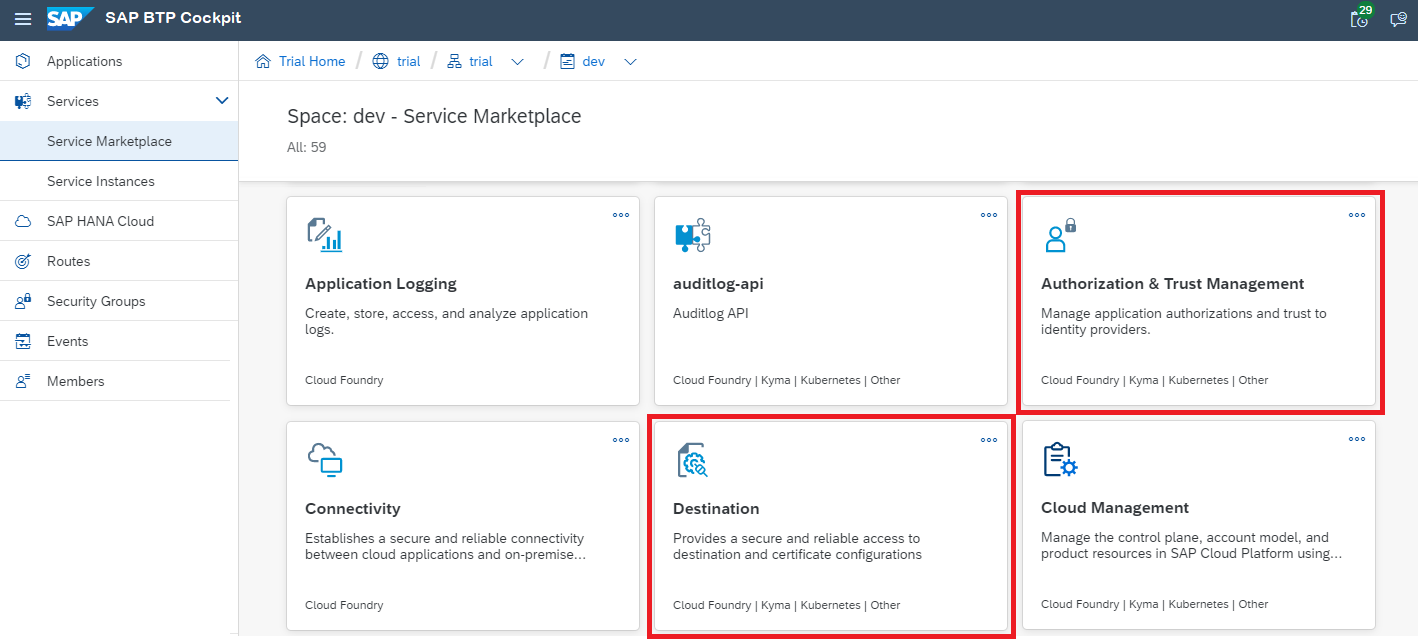 SAP SAP BTP Cockpit 29
Applications
Services
Service Marketplace
Service Instances
SAP HANA Cloud
Routes
Security Groups
Events
Members
Trial Home / trial / trial / dev
Space: dev - Service Marketplace
All: 59
Application Logging
Create, store, access, and analyze application
logs.
Cloud Foundry
auditlog-api
Auditlog API
Cloud Foundry | Kyma | Kubernetes | Other
Authorization & Trust Management
Manage application authorizations and trust to
identity providers.
Cloud Foundry | Kyma | Kubernetes | Other
Connectivity
Establishes a secure and reliable connectivity
between cloud applications and on-premise...
Cloud Foundry
Destination
Provides a secure and reliable access to
destination and certificate configurations
Cloud Foundry | Kyma | Kubernetes | Other
Cloud Management
Manage the control plane, account model, and
product resources in SAP Cloud Platform using...
Cloud Foundry | Kyma | Kubernetes | Other